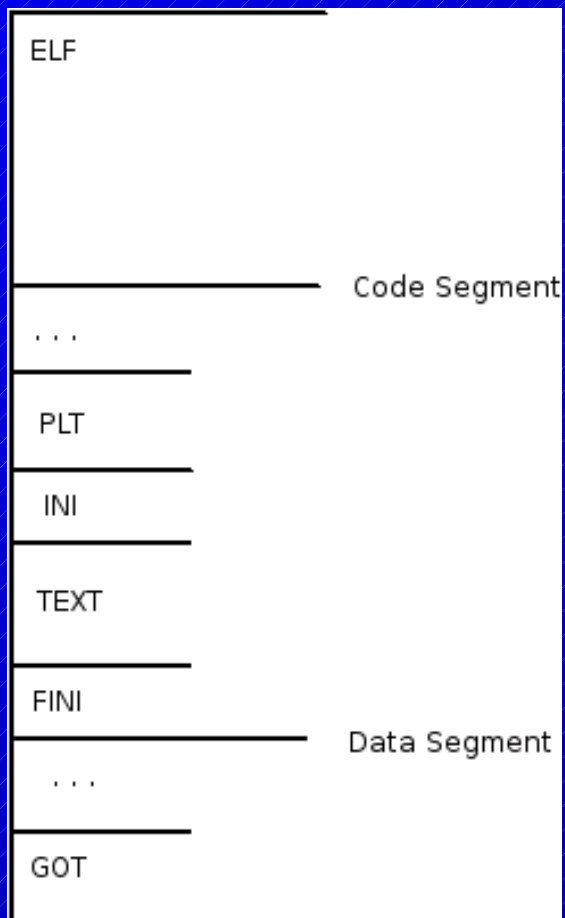 ELF
Code Segment
. . .
PLT
INI
TEXT
FINI
Data Segment
. . .
GOT